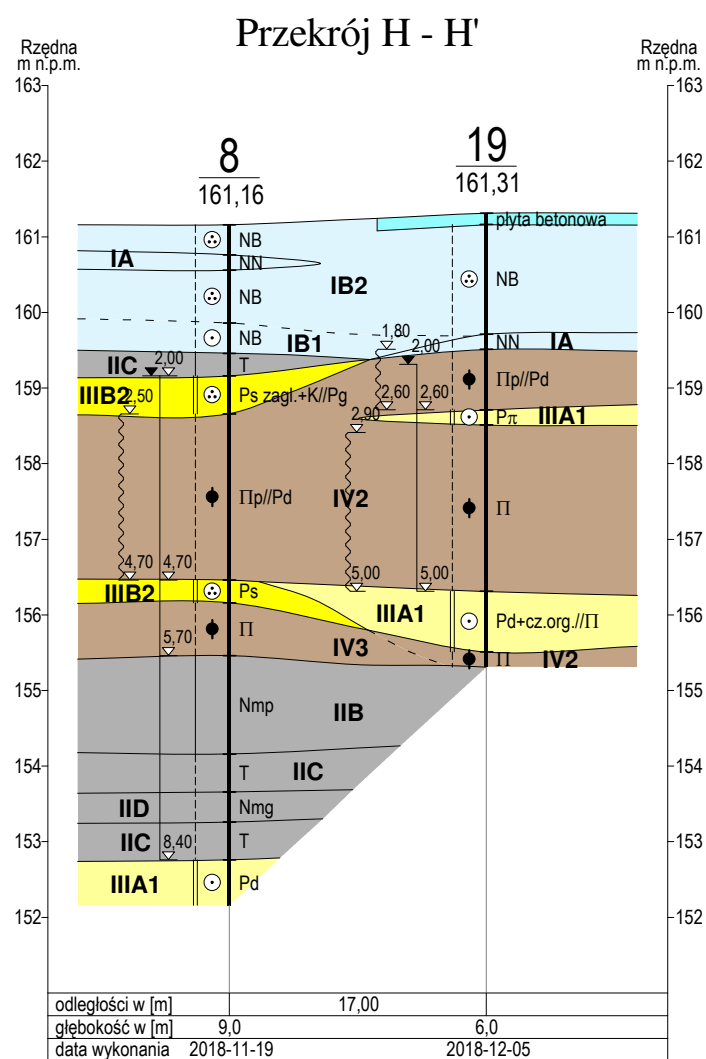 Przekrój H - H'
Rzędna
m n.p.m.
Rzędna
m n.p.m.
163 163
8
161,16
19
161,31
162 162
płyta betonowa
161 161
NB
IA NN
IB2
NB
NB
160 160
1,80
NB
IB1
NN IA
2,00
IIC 2,00 T
159 159
Πp//Pd
IIIB2 2,50 Ps zagl.+K//Pg
2,60 2,60
2,90
Pπ IIIA1
158 158
Πp//Pd IV2
Π
157 157
4,70 4,70
5,00 5,00
IIIB2 Ps
IIIA1
156 156
Pd+cz.org.//Π
Π
IV3
5,70
Π IV2
155 155
Nmp IIB
154 154
T IIC
IID Nmg
153 153
IIC 8,40 T
IIIA1 Pd
152 152
odległości w [m] 17,00
głębokość w [m] 9,0 6,0
data wykonania 2018-11-19 2018-12-05